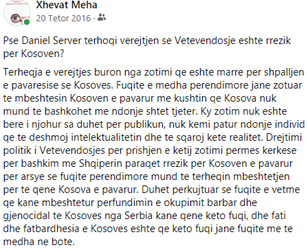 Xhevat Meha
20 Tetor 2016 ·
Pse Daniel Server terhoqi verejtjen se Vetevendosje eshte rrezik
per Kosoven?
Terheqja e verejtjes buron nga zotimi qe eshte marre per shpalljen
e pavaresise se Kosoves. Fuqite e medha perendimore jane zotuar
te mbeshtesin Kosoven e pavarur me kushtin qe Kosova nuk
mund te bashkohet me ndonje shtet tjeter. Ky zotim nuk eshte
bere i njohur sa duhet per publikun, nuk kemi patur ndonje individ
qe te deshmoj intelektualitetin dhe te sqaroj kete realitet. Drejtimi
politik i Vetevendosjes per prishjen e ketij zotimi permes kerkese
per bashkim me Shqiperin paraqet rrezik per Kosoven e pavarur
per arsye se fuqite perendimore mund te terheqin mbeshtetjen
per te qene Kosova e pavarur. Duhet perkujtuar se fuqite e vetme
qe kane mbeshtetur perfundimin e okupimit barbar dhe
gjenocidal te Kosoves nga Serbia kane qene keto fuqi, dhe fati
dhe fatbardhesia e Kosoves eshte qe keto fuqi jane fuqite me te
medha ne bote.